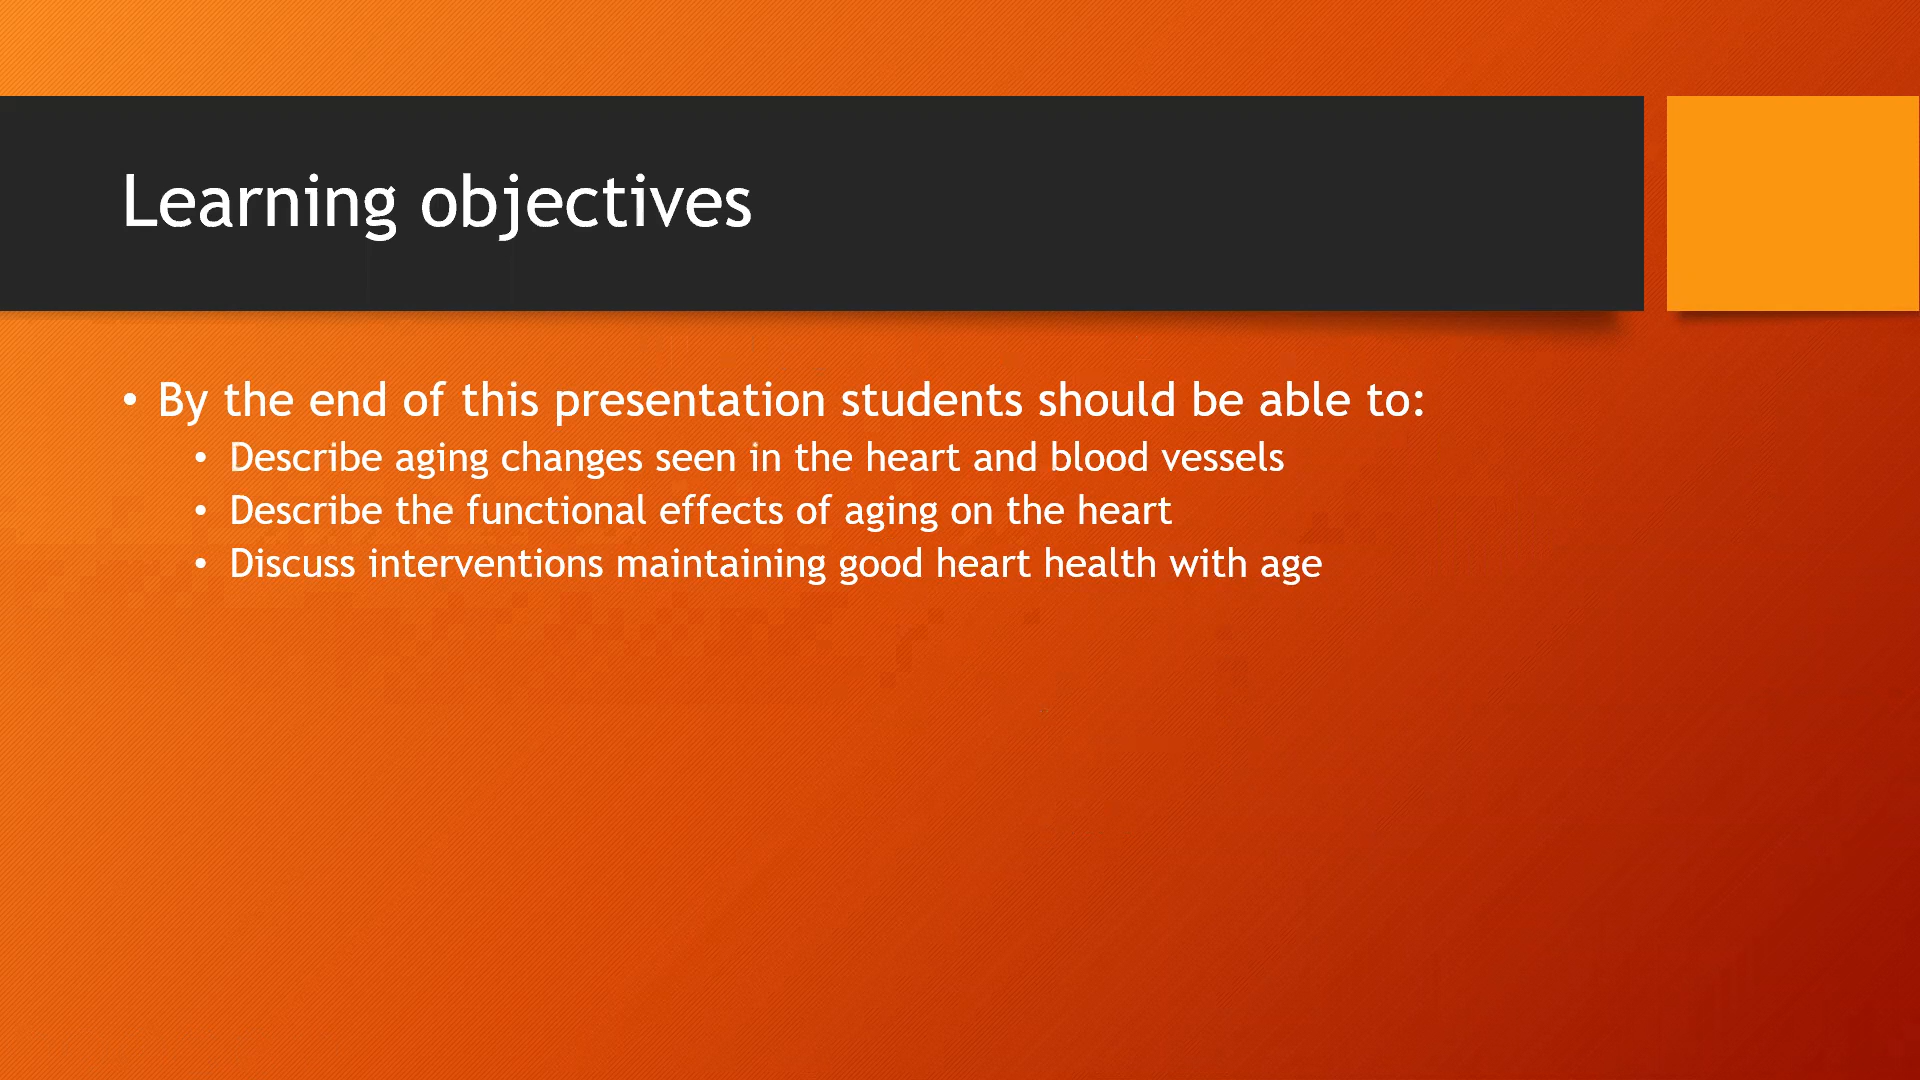 Learning objectives
• By the end of this presentation students should be able to:
• Describe aging changes seen in the heart and blood vessels
• Describe the functional effects of aging on the heart
• Discuss interventions maintaining good heart health with age